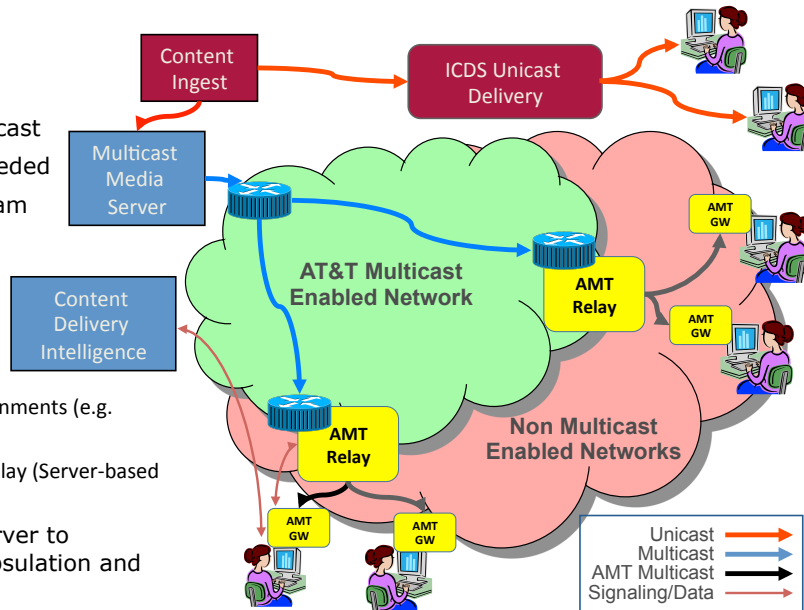 Content
Ingest
ICDS Unicast
Delivery
cast
eded
am
Multicast
Media
Server
AT&T Multicast
Enabled Network
AMT
GW
AMT
Relay
AMT
GW
Content
Delivery
Intelligence
nments (e.g.
Non Multicast
Enabled Networks
AMT
Relay
lay (Server-based
AMT
GW
AMT
GW
rver to
osulation and
Unicast
Multicast
AMT Multicast
Signaling/Data